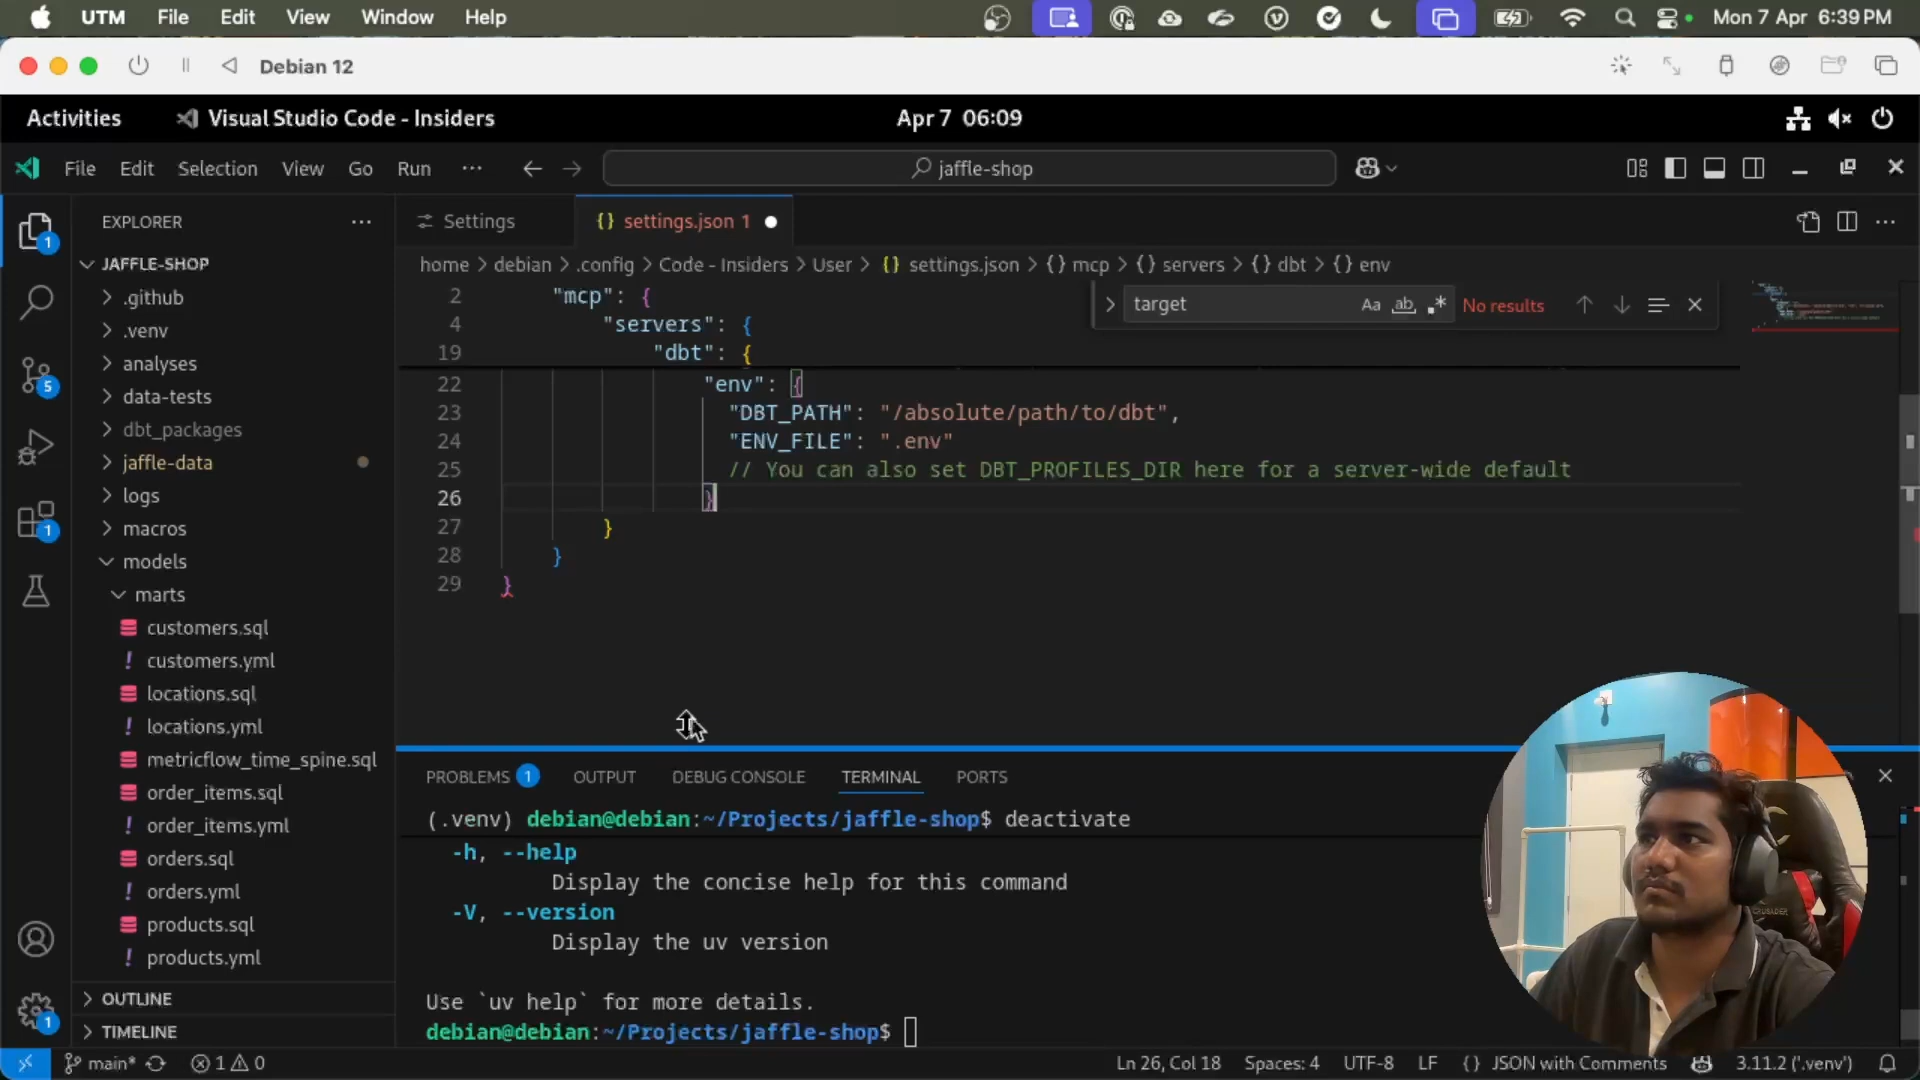 UTM File Edit View Window Help Mon 7 Apr 6:39 PM
Debian 12
Activities Visual Studio Code - Insiders Apr 7 06:09
File Edit Selection View Go Run ··· jaffle-shop
EXPLORER ···
Settings {} settings.json 1
home > debian > .config > Code - Insiders > User > {} settings.json > {} mcp > {} servers > {} dbt > {} env
target Aa ab .* No results
2 "mcp": {
4 "servers": {
19 "dbt": {
22 "env": {
23 "DBT_PATH": "/absolute/path/to/dbt",
24 "ENV_FILE": ".env"
25 // You can also set DBT_PROFILES_DIR here for a server-wide default
26 }
27 }
28 }
29 }
JAFFLE-SHOP
.github
.venv
analyses
data-tests
dbt_packages
jaffle-data
logs
macros
models
marts
customers.sql
! customers.yml
locations.sql
! locations.yml
metricflow_time_spine.sql
order_items.sql
! order_items.yml
orders.sql
! orders.yml
products.sql
! products.yml
OUTLINE
TIMELINE
1
5
1
1
PROBLEMS 1 OUTPUT DEBUG CONSOLE TERMINAL PORTS
(.venv) debian@debian:~/Projects/jaffle-shop$ deactivate
-h, --help
Display the concise help for this command
-V, --version
Display the uv version
Use `uv help` for more details.
debian@debian:~/Projects/jaffle-shop$
main* 1 0 Ln 26, Col 18 Spaces: 4 UTF-8 LF {} JSON with Comments 3.11.2 ('.venv')